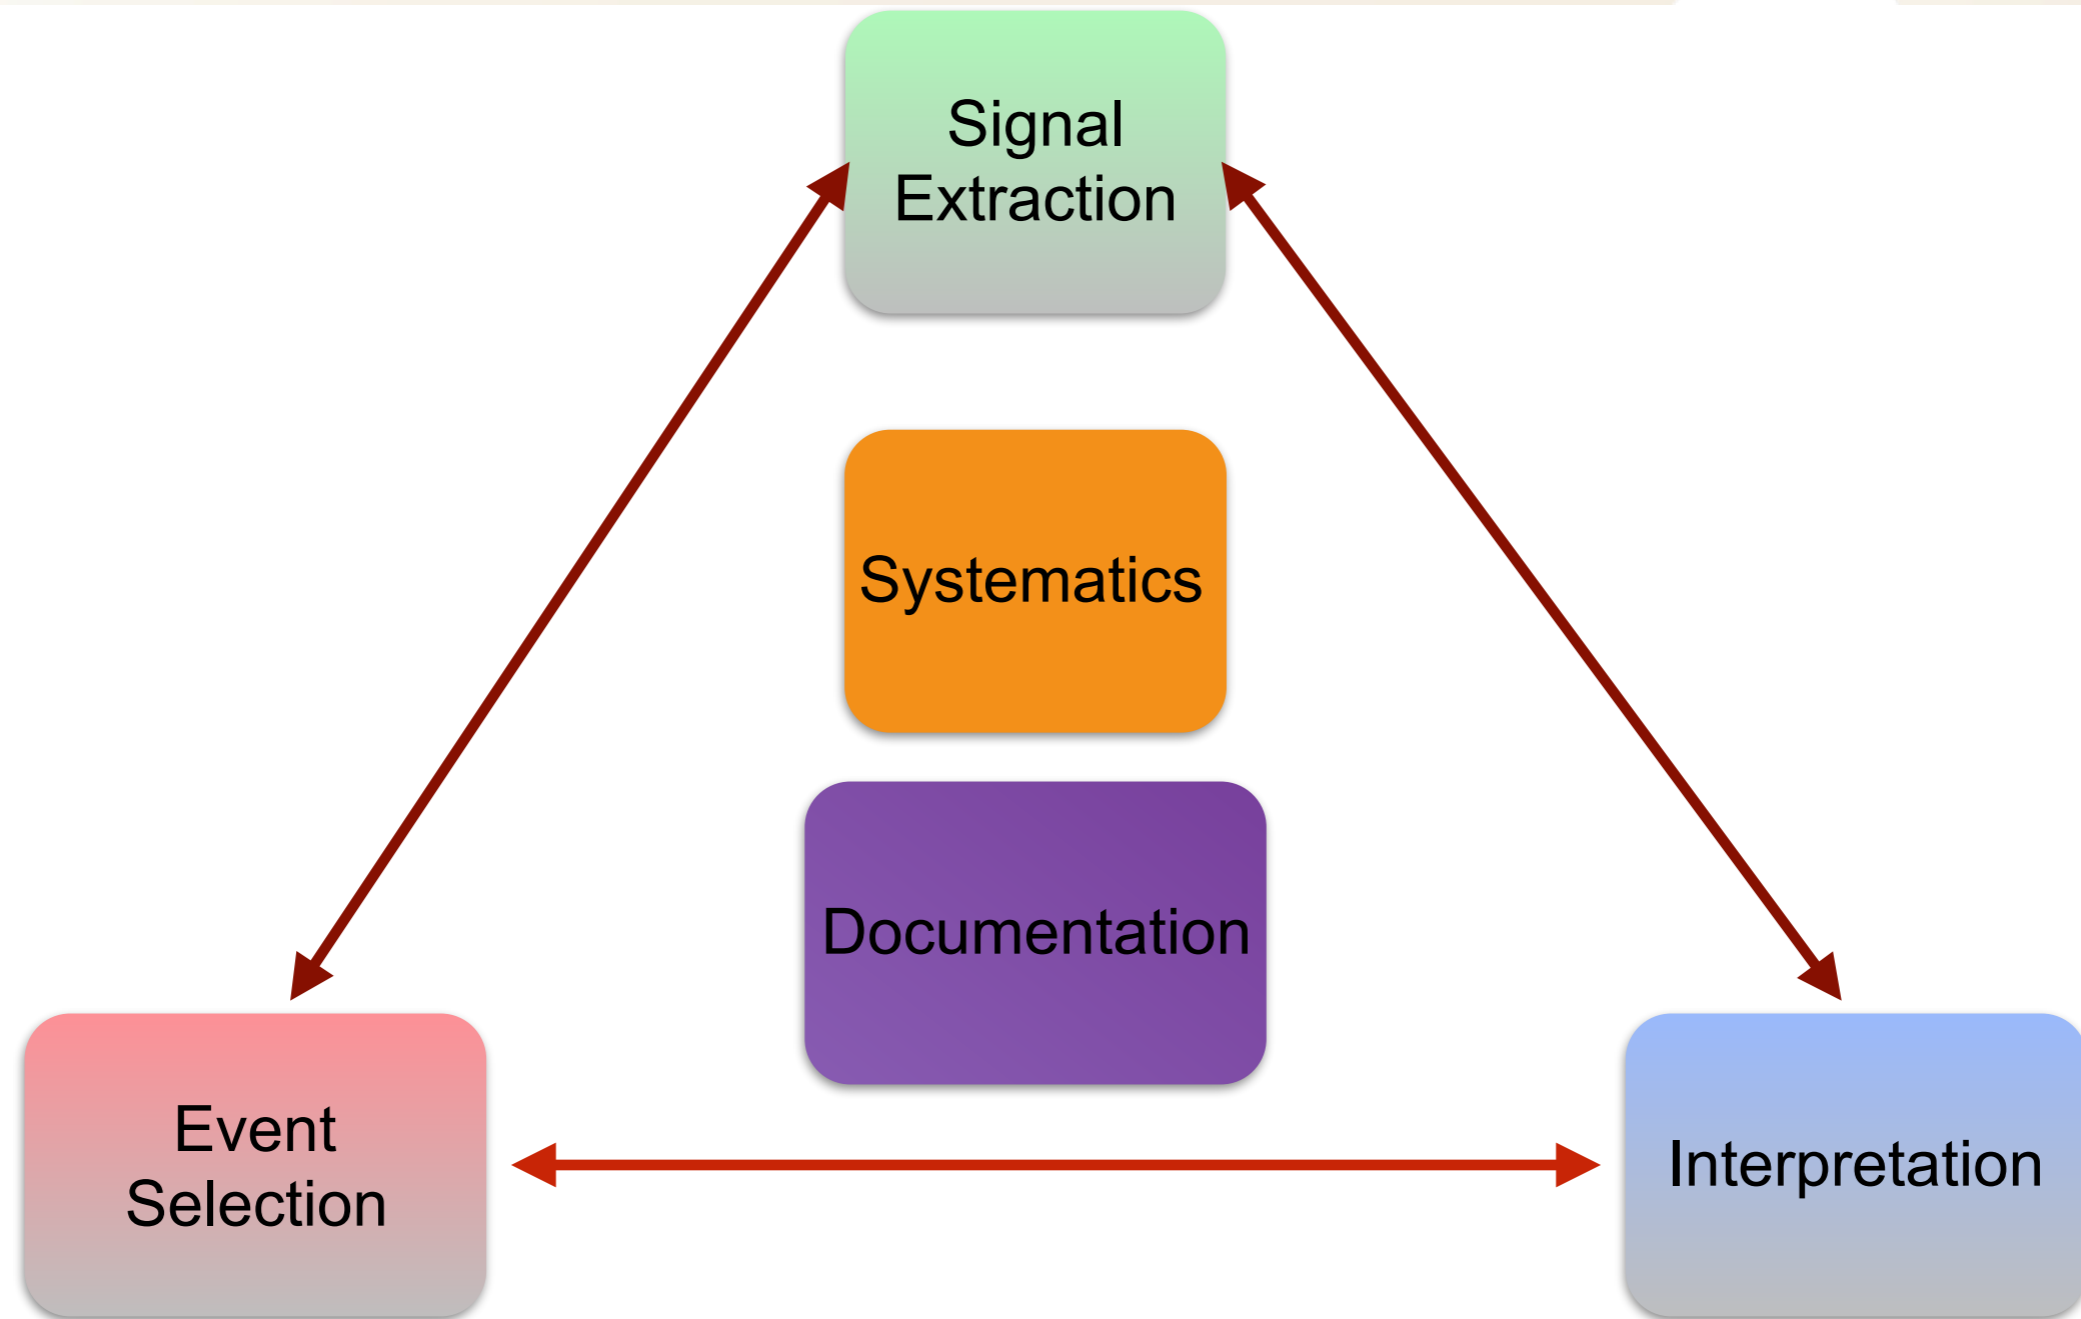 Signal
Extraction
Systematics
Documentation
Event
Selection
Interpretation